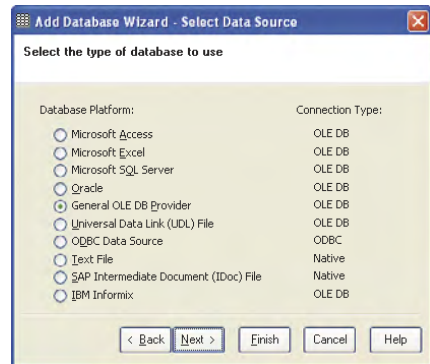 Add Database Wizard - Select Data Source
Select the type of database to use
Database Platform: Connection Type:
Microsoft Access OLE DB
Microsoft Excel OLE DB
Microsoft SQL Server OLE DB
Oracle OLE DB
General OLE DB Provider OLE DB
Universal Data Link (UDL) File OLE DB
ODBC Data Source ODBC
Text File Native
SAP Intermediate Document (IDoc) File Native
IBM Informix OLE DB
< Back Next > Finish Cancel Help